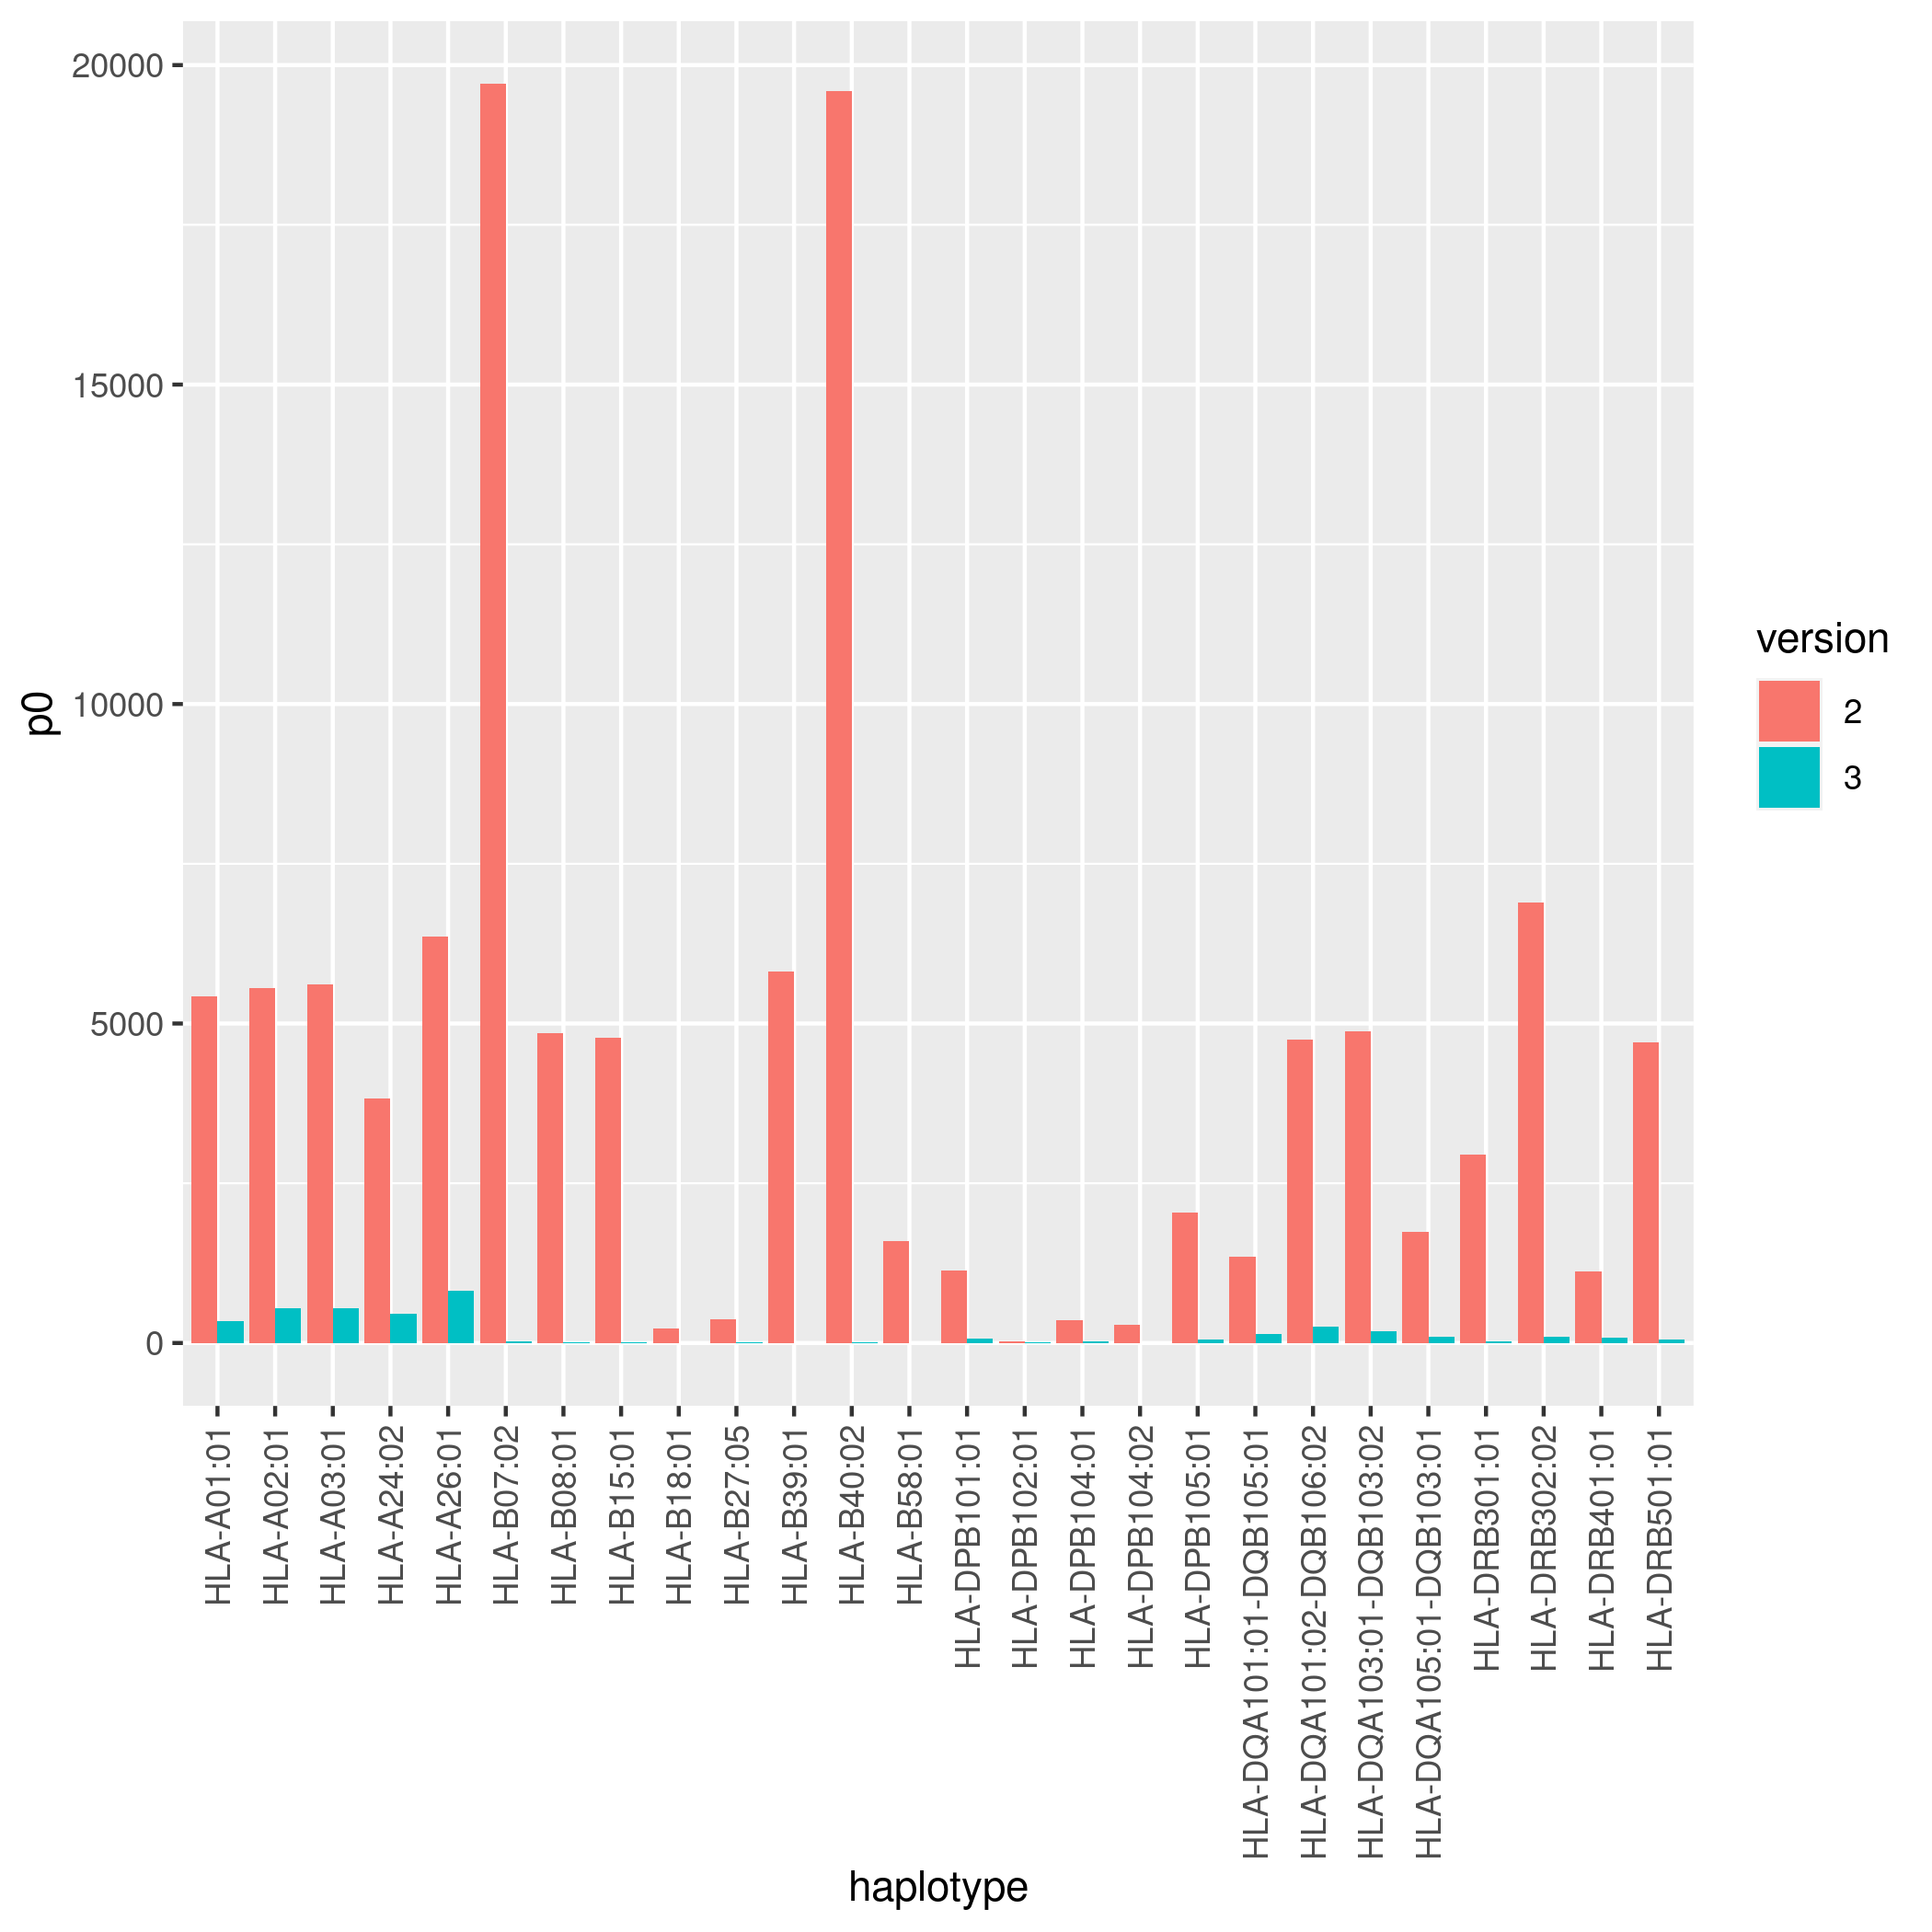 20000
15000
10000
5000
0
p0
HLA-A01:01
HLA-A02:01
HLA-A03:01
HLA-A24:02
HLA-A26:01
HLA-B07:02
HLA-B08:01
HLA-B15:01
HLA-B18:01
HLA-B27:05
HLA-B39:01
HLA-B40:02
HLA-B58:01
HLA-DPB101:01
HLA-DPB102:01
HLA-DPB104:01
HLA-DPB104:02
HLA-DPB105:01
HLA-DQA101:01-DQB105:01
HLA-DQA101:02-DQB106:02
HLA-DQA103:01-DQB103:02
HLA-DQA105:01-DQB103:01
HLA-DRB301:01
HLA-DRB302:02
HLA-DRB401:01
HLA-DRB501:01
haplotype
version
2
3